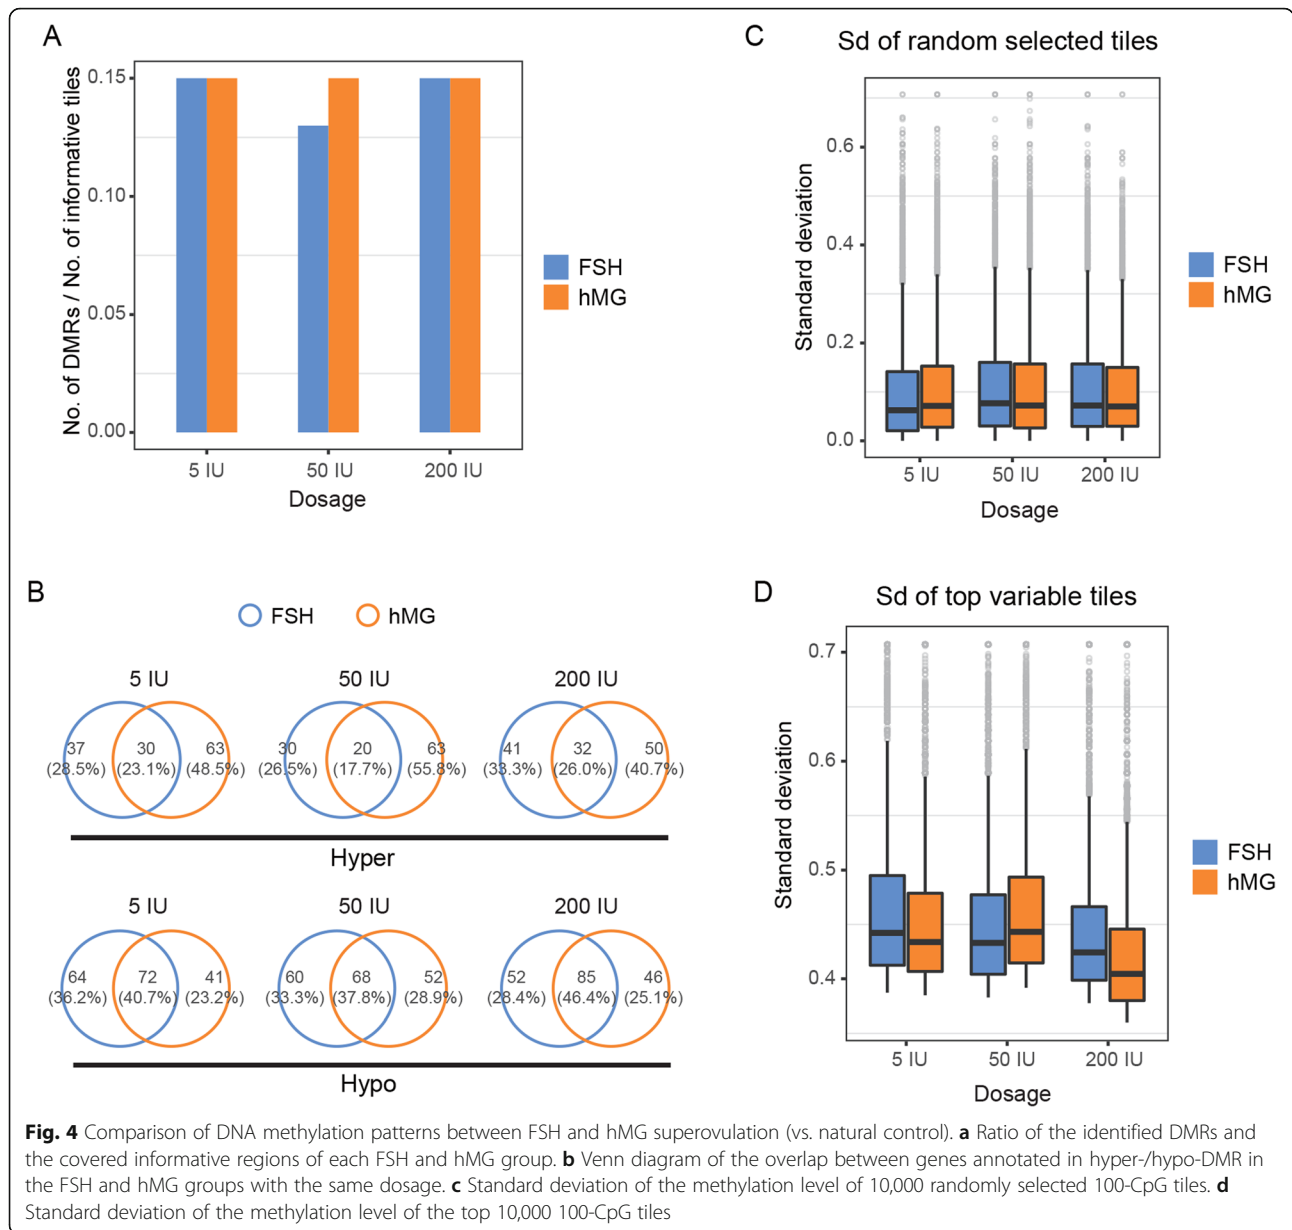 A
No. of DMRs / No. of informative tiles
0.15
0.10
0.05
0.00
5 IU 50 IU 200 IU
Dosage
FSH
hMG
C
Sd of random selected tiles
Standard deviation
0.6
0.4
0.2
0.0
5 IU 50 IU 200 IU
Dosage
FSH
hMG
B
FSH hMG
5 IU 50 IU 200 IU
37 30 63 30 20 63 41 32 50
(28.5%) (23.1%) (48.5%) (26.5%) (17.7%) (55.8%) (33.3%) (26.0%) (40.7%)
Hyper
5 IU 50 IU 200 IU
64 72 41 60 68 52 52 85 46
(36.2%) (40.7%) (23.2%) (33.3%) (37.8%) (28.9%) (28.4%) (46.4%) (25.1%)
Hypo
D
Sd of top variable tiles
Standard deviation
0.7
0.6
0.5
0.4
5 IU 50 IU 200 IU
Dosage
FSH
hMG
Fig. 4 Comparison of DNA methylation patterns between FSH and hMG superovulation (vs. natural control). a Ratio of the identified DMRs and
the covered informative regions of each FSH and hMG group. b Venn diagram of the overlap between genes annotated in hyper-/hypo-DMR in
the FSH and hMG groups with the same dosage. c Standard deviation of the methylation level of 10,000 randomly selected 100-CpG tiles. d
Standard deviation of the methylation level of the top 10,000 100-CpG tiles